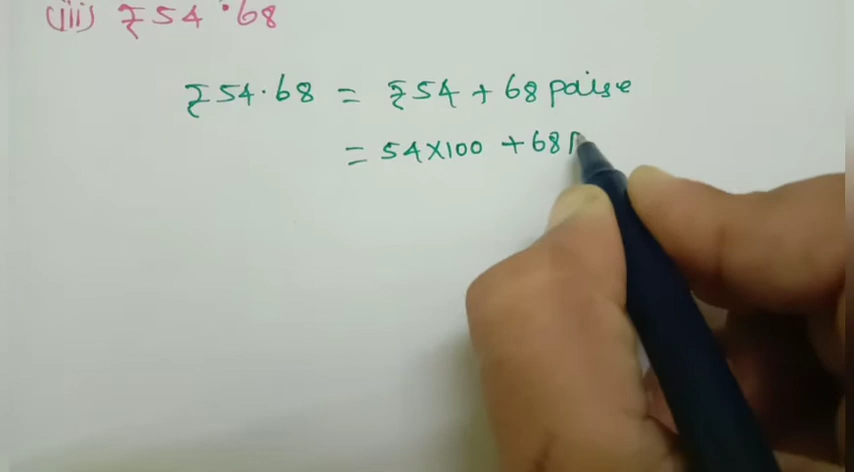 (iii) ₹54.68
₹54.68 = ₹54 + 68 paise
= 54×100 + 68